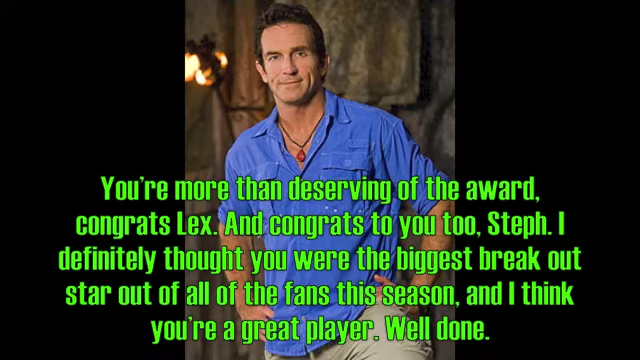 You're more than deserving of the award,
congrats Lex. And congrats to you too, Steph. I
definitely thought you were the biggest break out
star out of all of the fans this season, and I think
you're a great player. Well done.